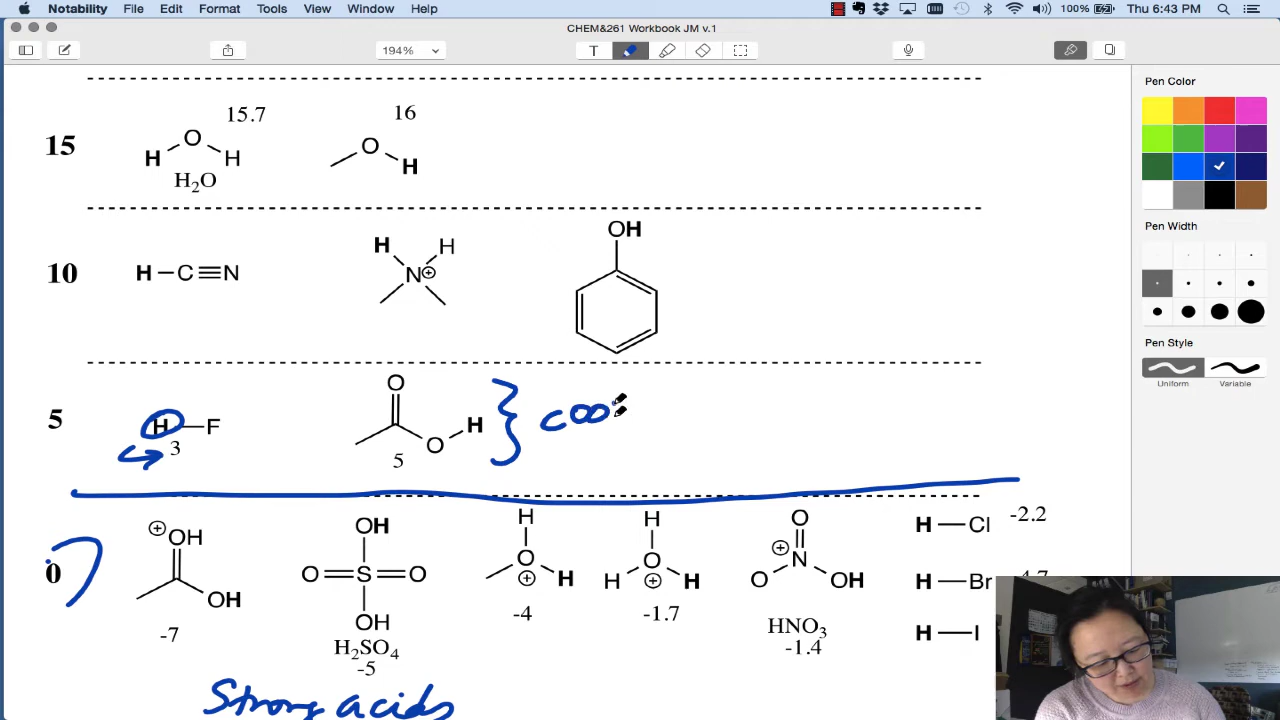 Notability File Edit Format Tools View Window Help 100% Thu 6:43 PM
CHEM&261 Workbook JM v.1
T 194%
Pen Color
Pen Width
Pen Style
Uniform Variable
15 15.7 16
O O
H H H
H2O
10 OH
H H
H C N N ⊕
5 O
H F H
3 O
5 COO
0 H H O H Cl -2.2
⊕ OH OH ⊕ N
O S O O O
⊕ H H ⊕ H O OH H Br
OH OH -4 -1.7 HNO3 H I
-7 H2SO4 -1.4
-5
Strong acids